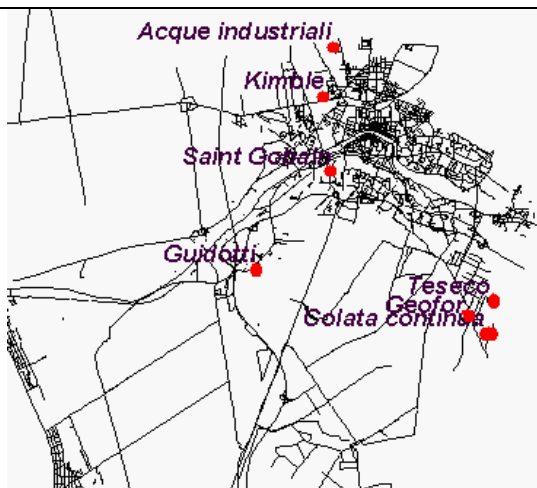 Acque industriali
Kimble
Saint Gobain
Guidotti
Teseco
Geofor
Colata continua